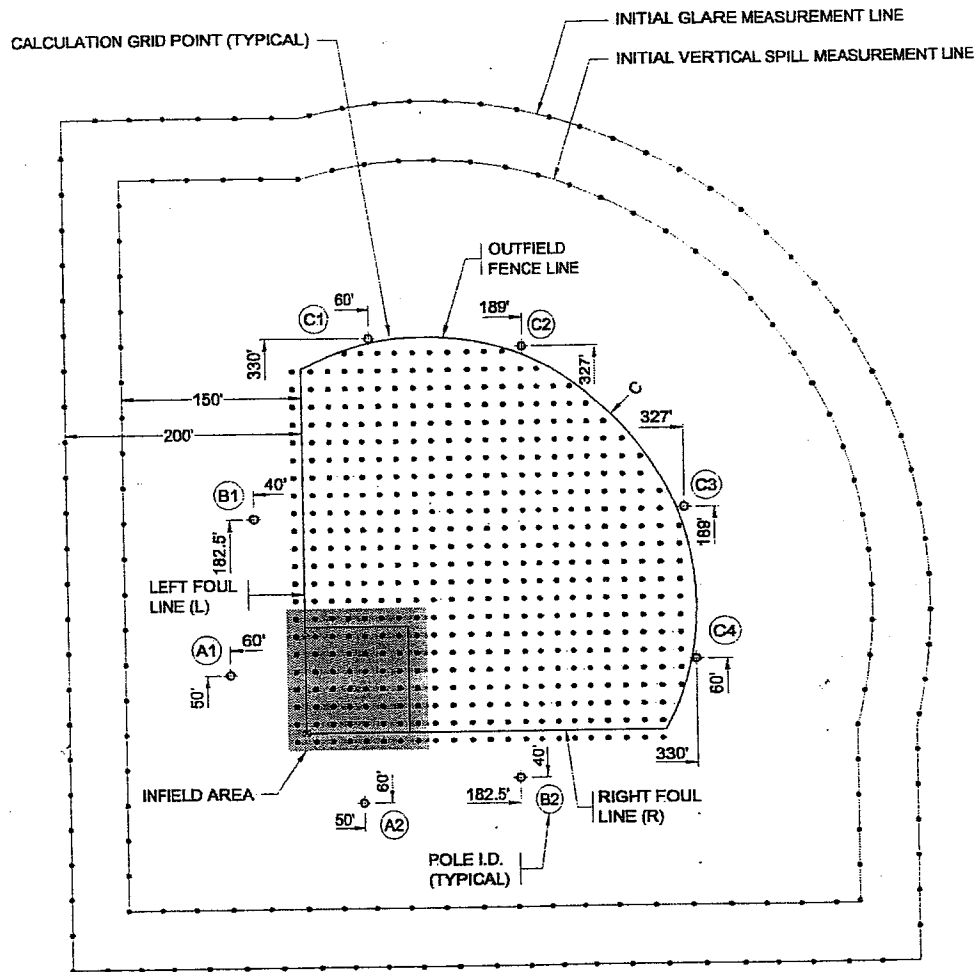 INITIAL GLARE MEASUREMENT LINE
CALCULATION GRID POINT (TYPICAL)
INITIAL VERTICAL SPILL MEASUREMENT LINE
OUTFIELD
FENCE LINE
60'
C1
330'
189'
C2
327'
C
150'
200'
327'
C3
189'
B1
40'
182.5'
LEFT FOUL
LINE (L)
A1
60'
50'
C4
60'
330'
INFIELD AREA
60'
50'
A2
40'
182.5'
B2
RIGHT FOUL
LINE (R)
POLE I.D.
(TYPICAL)